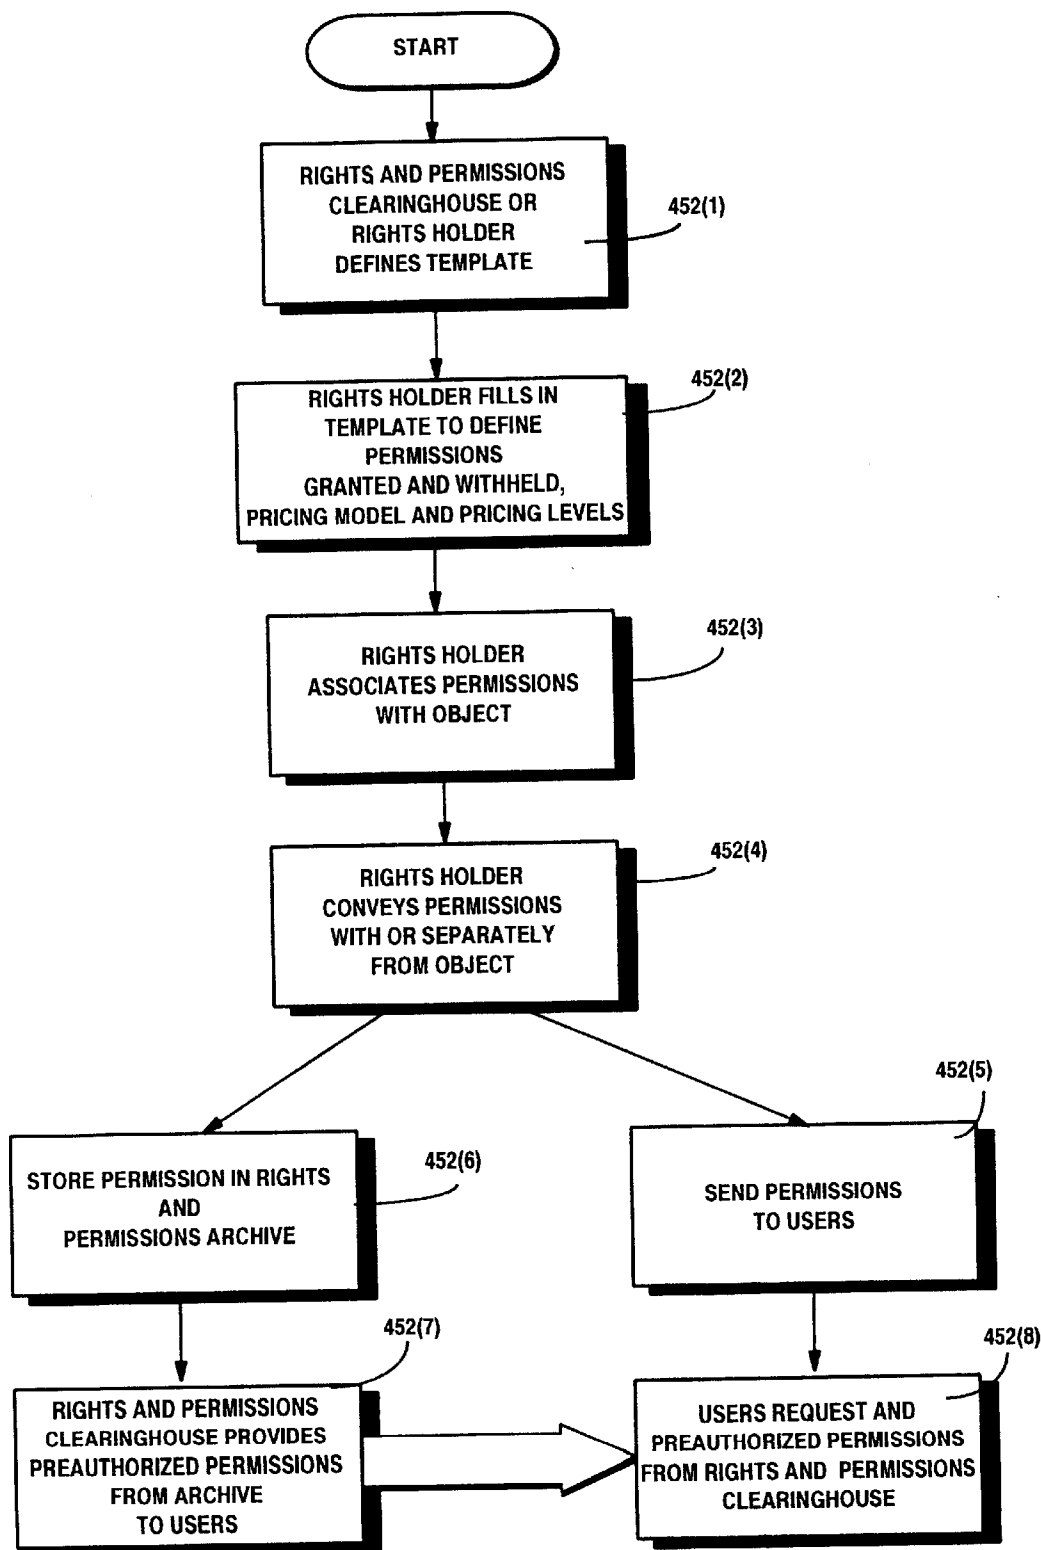 START
RIGHTS AND PERMISSIONS
CLEARINGHOUSE OR
RIGHTS HOLDER
DEFINES TEMPLATE
452(1)
RIGHTS HOLDER FILLS IN
TEMPLATE TO DEFINE
PERMISSIONS
GRANTED AND WITHHELD,
PRICING MODEL AND PRICING LEVELS
452(2)
RIGHTS HOLDER
ASSOCIATES PERMISSIONS
WITH OBJECT
452(3)
RIGHTS HOLDER
CONVEYS PERMISSIONS
WITH OR SEPARATELY
FROM OBJECT
452(4)
STORE PERMISSION IN RIGHTS
AND
PERMISSIONS ARCHIVE
452(6)
SEND PERMISSIONS
TO USERS
452(5)
RIGHTS AND PERMISSIONS
CLEARINGHOUSE PROVIDES
PREAUTHORIZED PERMISSIONS
FROM ARCHIVE
TO USERS
452(7)
USERS REQUEST AND
PREAUTHORIZED PERMISSIONS
FROM RIGHTS AND PERMISSIONS
CLEARINGHOUSE
452(8)